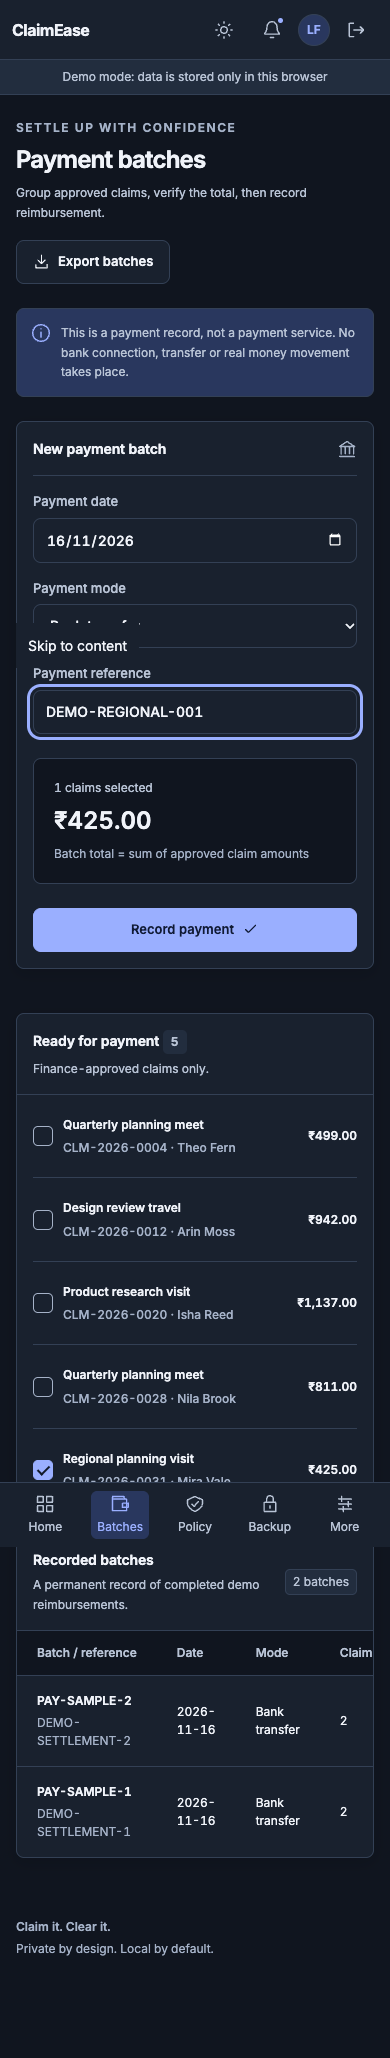 ClaimEase
LF
Demo mode: data is stored only in this browser
SETTLE UP WITH CONFIDENCE
Payment batches
Group approved claims, verify the total, then record
reimbursement.
Export batches
This is a payment record, not a payment service. No
bank connection, transfer or real money movement
takes place.
New payment batch
Payment date
16/11/2026
Payment mode
Skip to content
Payment reference
DEMO-REGIONAL-001
1 claims selected
₹425.00
Batch total = sum of approved claim amounts
Record payment
Ready for payment 5
Finance-approved claims only.
Quarterly planning meet
CLM-2026-0004 · Theo Fern
₹499.00
Design review travel
CLM-2026-0012 · Arin Moss
₹942.00
Product research visit
CLM-2026-0020 · Isha Reed
₹1,137.00
Quarterly planning meet
CLM-2026-0028 · Nila Brook
₹811.00
Regional planning visit
CLM-2026-0031 · Mira Vale
₹425.00
Home Batches Policy Backup More
Recorded batches
A permanent record of completed demo
reimbursements.
2 batches
Batch / reference Date Mode Claim
PAY-SAMPLE-2
DEMO-
SETTLEMENT-2
2026-
11-16
Bank
transfer
2
PAY-SAMPLE-1
DEMO-
SETTLEMENT-1
2026-
11-16
Bank
transfer
2
Claim it. Clear it.
Private by design. Local by default.